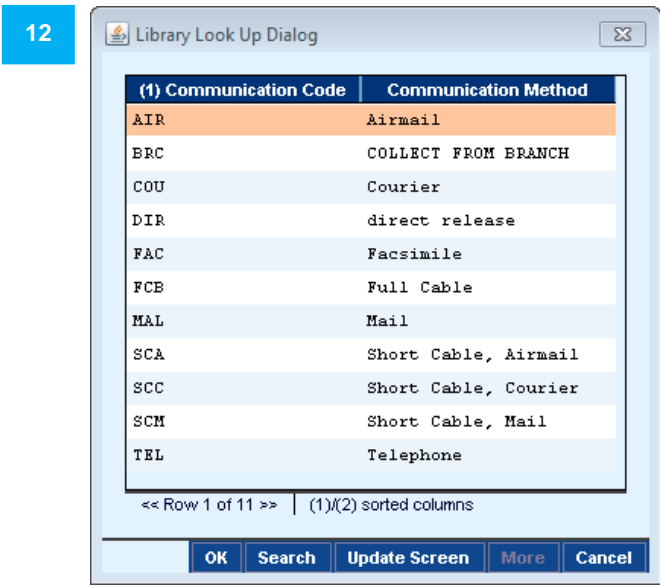 12
Library Look Up Dialog
(1) Communication Code Communication Method
AIR Airmail
BRC COLLECT FROM BRANCH
COU Courier
DIR direct release
FAC Facsimile
FCB Full Cable
MAL Mail
SCA Short Cable, Airmail
SCC Short Cable, Courier
SCM Short Cable, Mail
TEL Telephone
<< Row 1 of 11 >> (1)/(2) sorted columns
OK Search Update Screen More Cancel